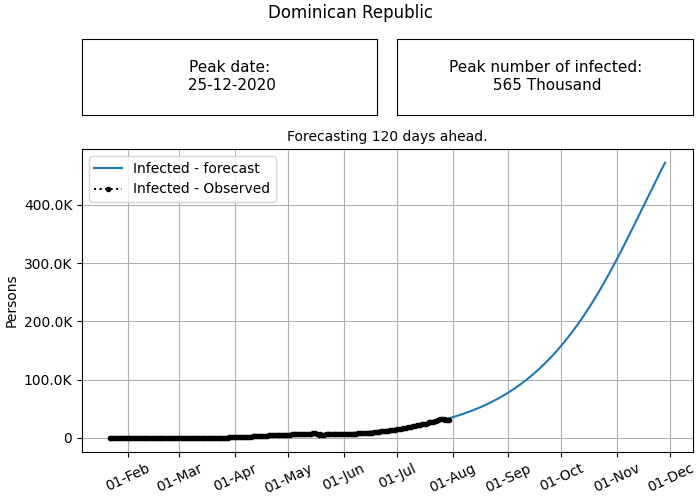 Dominican Republic
Peak date:
25-12-2020
Peak number of infected:
565 Thousand
Forecasting 120 days ahead.
Infected - forecast
Infected - Observed
Persons
400.0K
300.0K
200.0K
100.0K
0
01-Feb
01-Mar
01-Apr
01-May
01-Jun
01-Jul
01-Aug
01-Sep
01-Oct
01-Nov
01-Dec